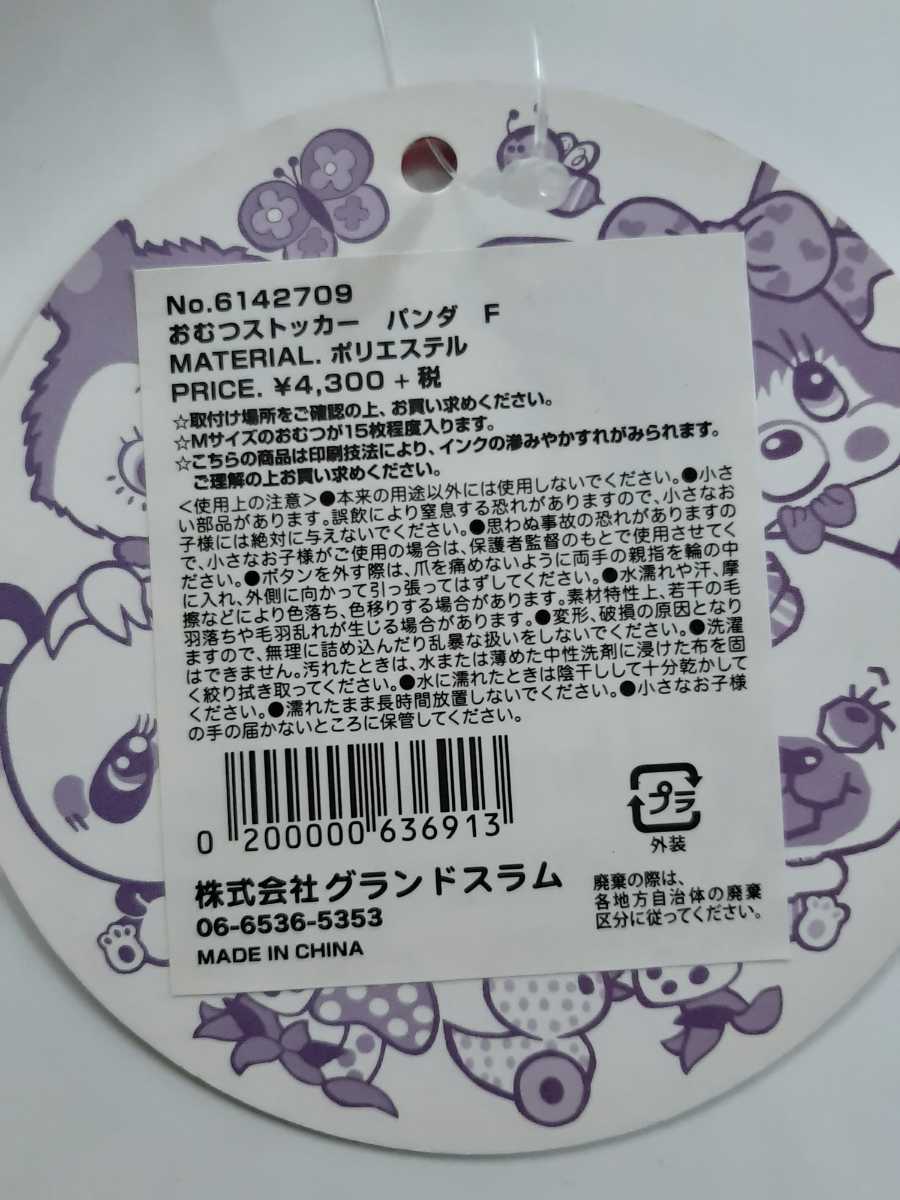 No.6142709
おむつストッカー　パンダ　F
MATERIAL. ポリエステル
PRICE. ¥4,300 + 税
☆取付け場所をご確認の上、お買い求めください。
☆Mサイズのおむつが15枚程度入ります。
☆こちらの商品は印刷技法により、インクの滲みやかすれがみられます。
ご理解の上お買い求めください。
<使用上の注意>●本来の用途以外には使用しないでください。●小さ
い部品があります。誤飲により窒息する恐れがありますので、小さなお
子様には絶対に与えないでください。●思わぬ事故の恐れがありますの
で、小さなお子様がご使用の場合は、保護者監督のもとで使用させてく
ださい。●ボタンを外す際は、爪を痛めないように両手の親指を輪の中
に入れ、外側に向かって引っ張ってはずしてください。●水濡れや汗、摩
擦などにより色落ち、色移りする場合があります。素材特性上、若干の毛
羽落ちや毛羽乱れが生じる場合があります。●変形、破損の原因となり
ますので、無理に詰め込んだり乱暴な扱いをしないでください。●洗濯
はできません。汚れたときは、水または薄めた中性洗剤に浸けた布を固
く絞り拭き取ってください。●水に濡れたときは陰干しして十分乾かして
ください。●濡れたまま長時間放置しないでください。●小さなお子様
の手の届かないところに保管してください。
0 200000 636913
プラ
外装
株式会社グランドスラム
06-6536-5353
MADE IN CHINA
廃棄の際は、
各地方自治体の廃棄
区分に従ってください。